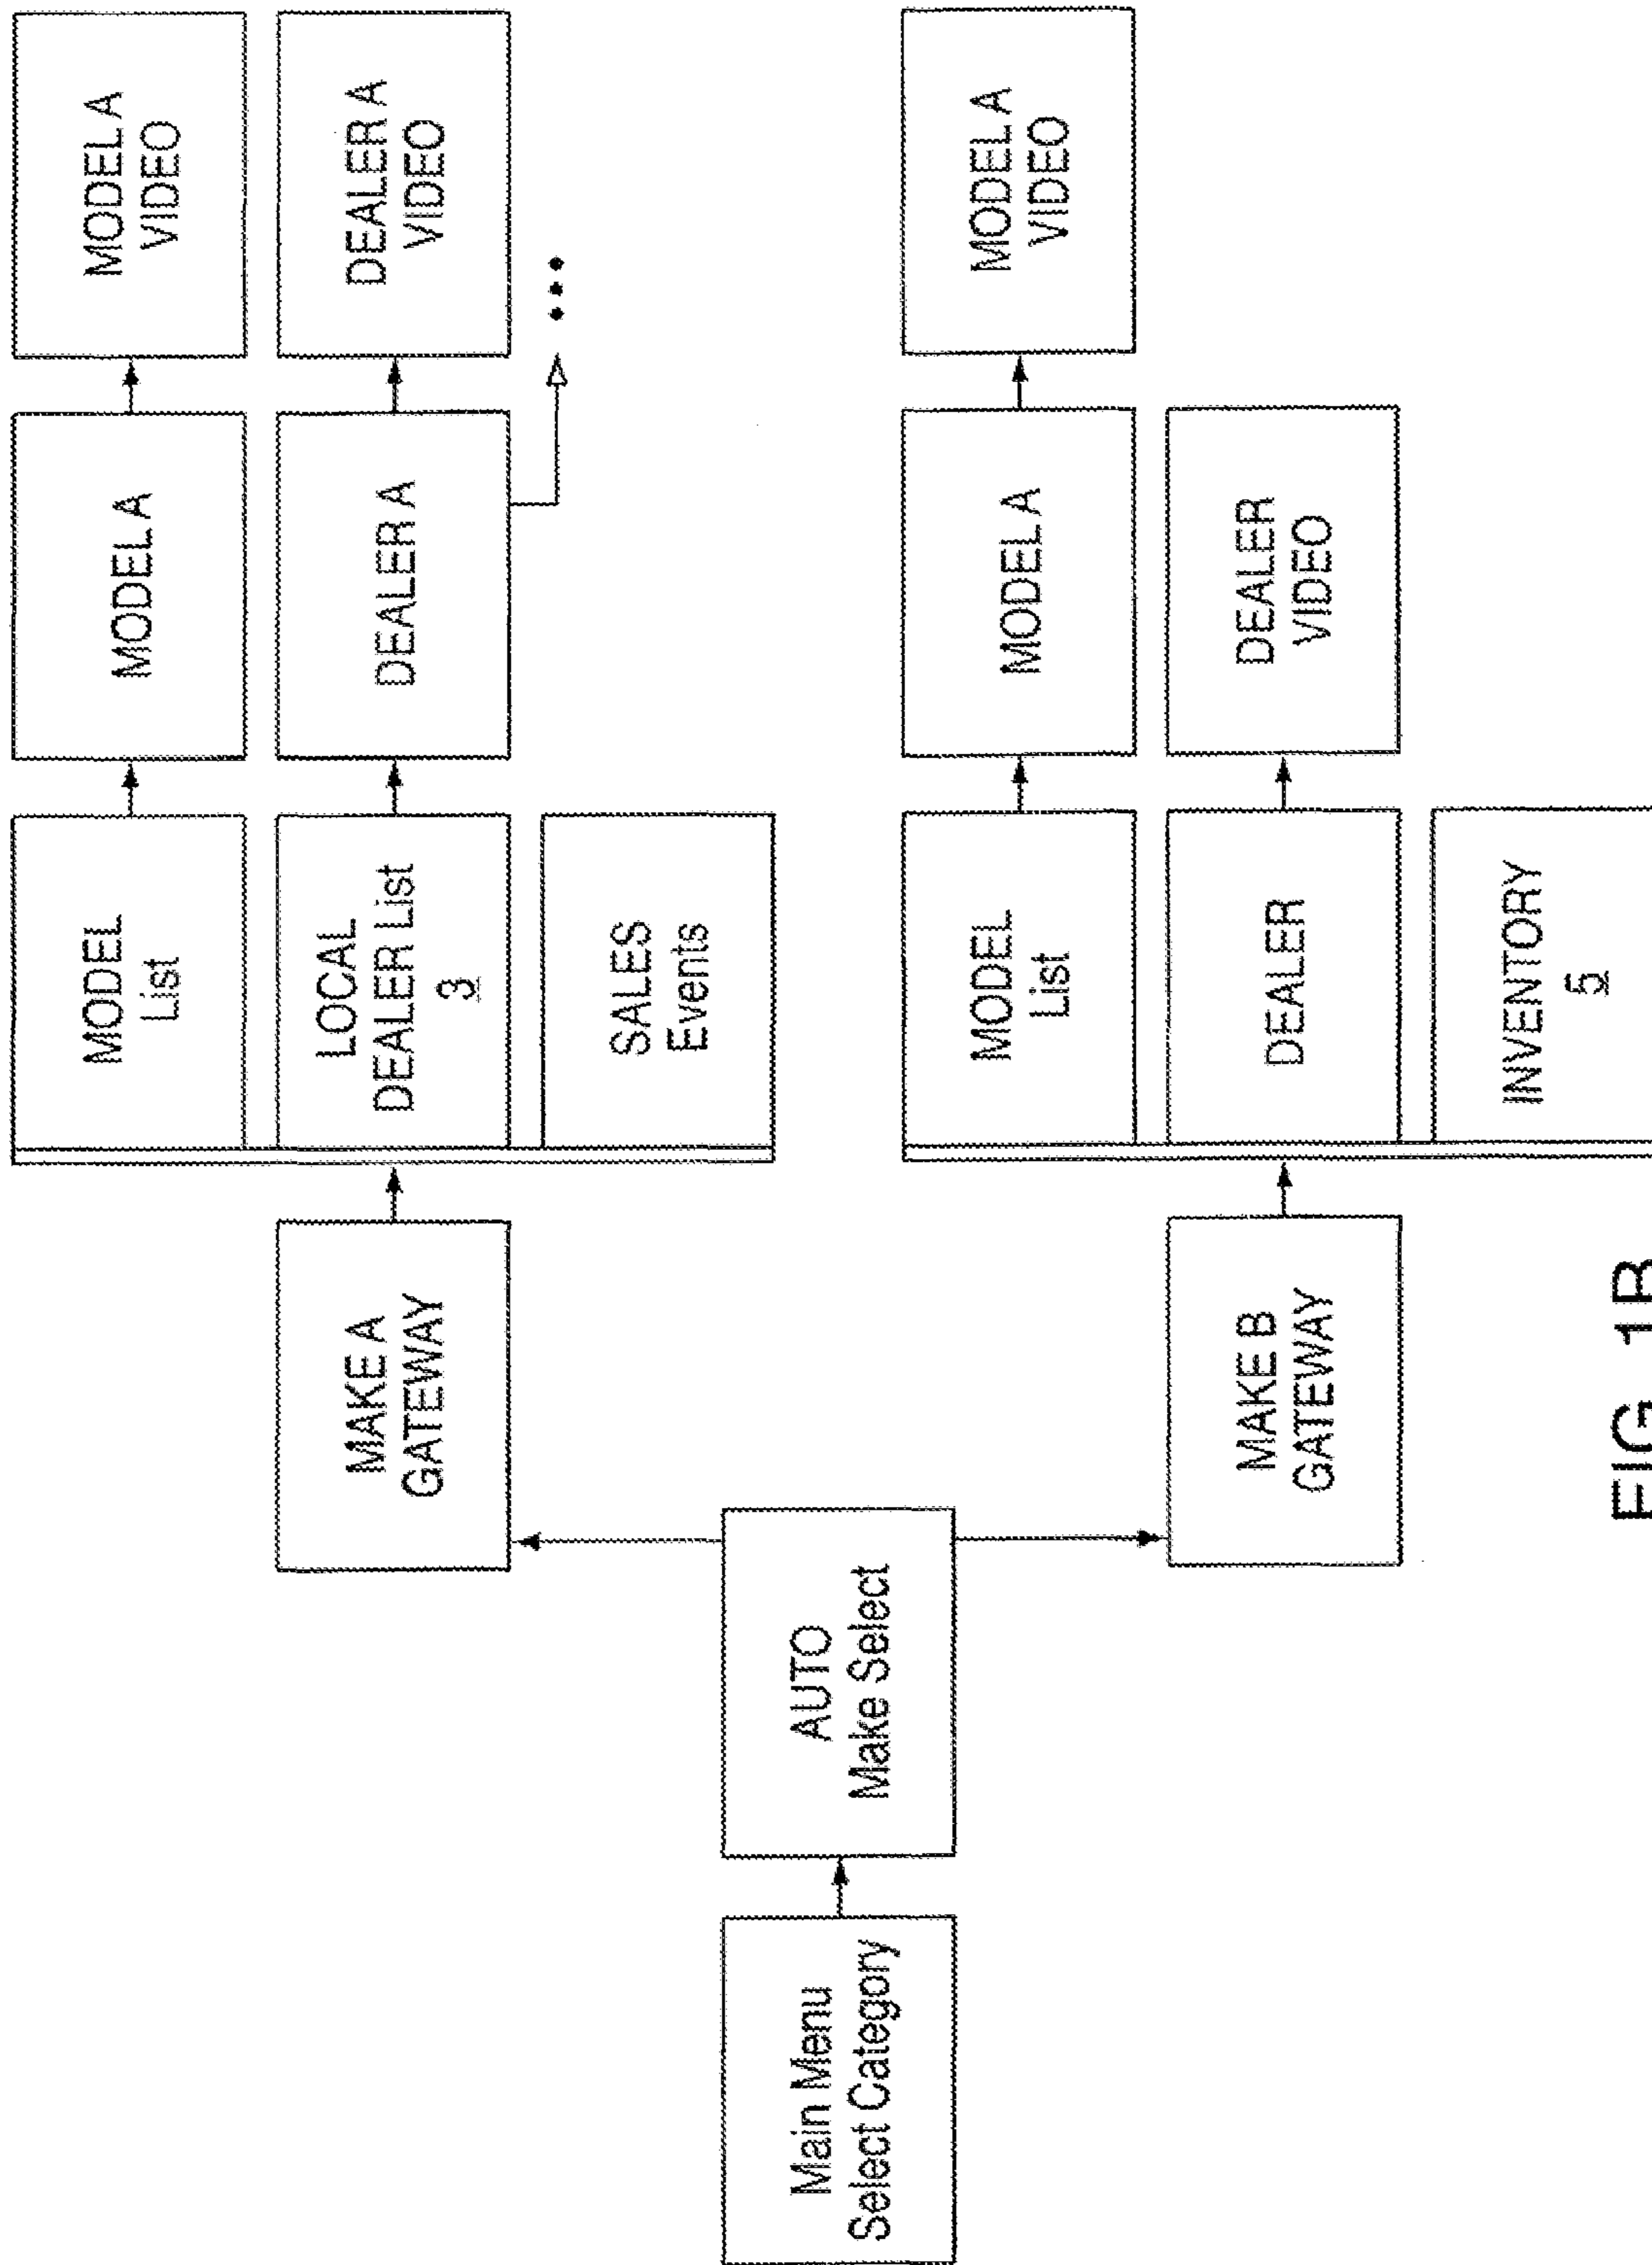 Main Menu
Select Category
AUTO
Make Select
MAKE A
GATEWAY
MODEL
List
MODEL A
MODEL A
VIDEO
LOCAL
DEALER List
3
DEALER A
DEALER A
VIDEO
•••
SALES
Events
MAKE B
GATEWAY
MODEL
List
MODEL A
MODEL A
VIDEO
DEALER
DEALER
VIDEO
INVENTORY
5
FIG 1B